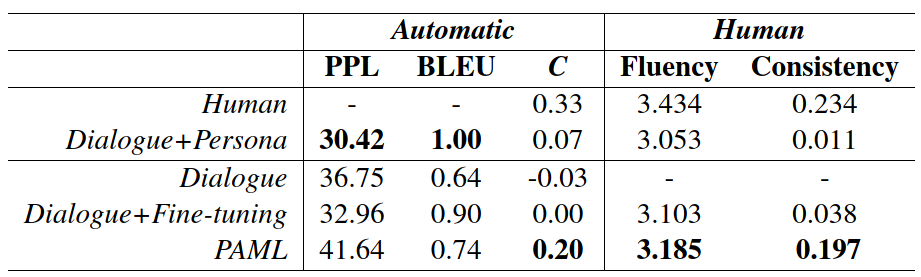 Automatic Human
PPL BLEU C Fluency Consistency
Human - - 0.33 3.434 0.234
Dialogue+Persona 30.42 1.00 0.07 3.053 0.011
Dialogue 36.75 0.64 -0.03 - -
Dialogue+Fine-tuning 32.96 0.90 0.00 3.103 0.038
PAML 41.64 0.74 0.20 3.185 0.197